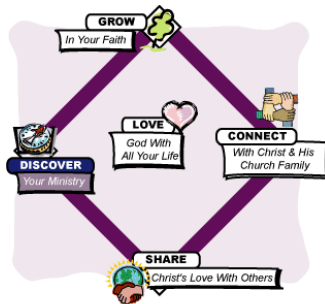 GROW
In Your Faith
LOVE
God With
All Your Life
CONNECT
With Christ & His
Church Family
DISCOVER
Your Ministry
SHARE
Christ's Love With Others